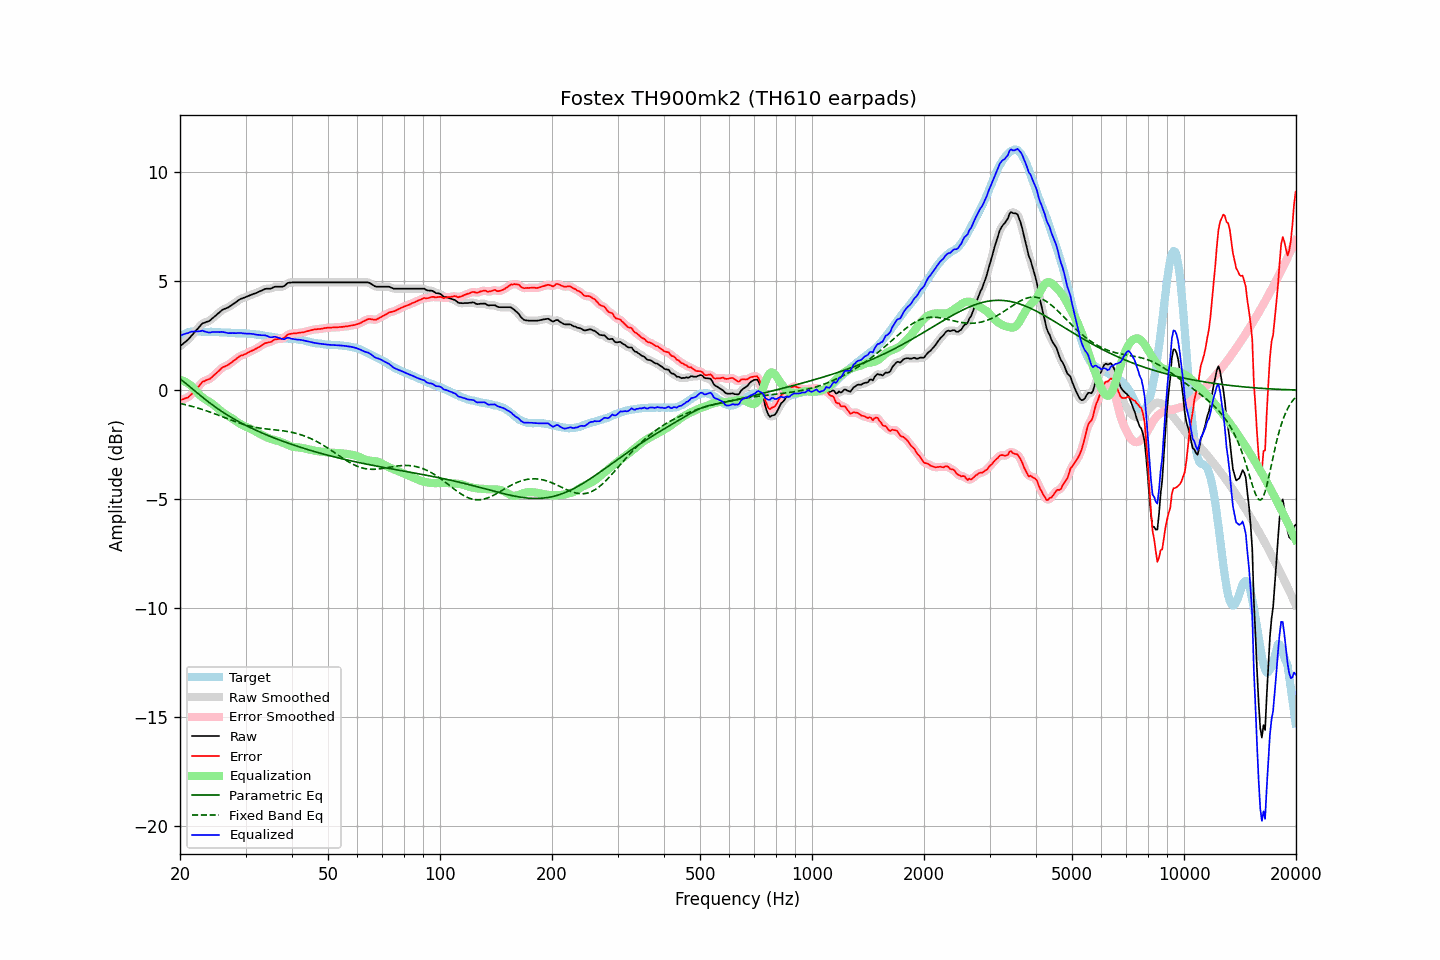 Fostex TH900mk2 (TH610 earpads)
Amplitude (dBr)
10
5
0
−5
−10
−15
−20
Target
Raw Smoothed
Error Smoothed
Raw
Error
Equalization
Parametric Eq
Fixed Band Eq
Equalized
20 50 100 200 500 1000 2000 5000 10000 20000
Frequency (Hz)